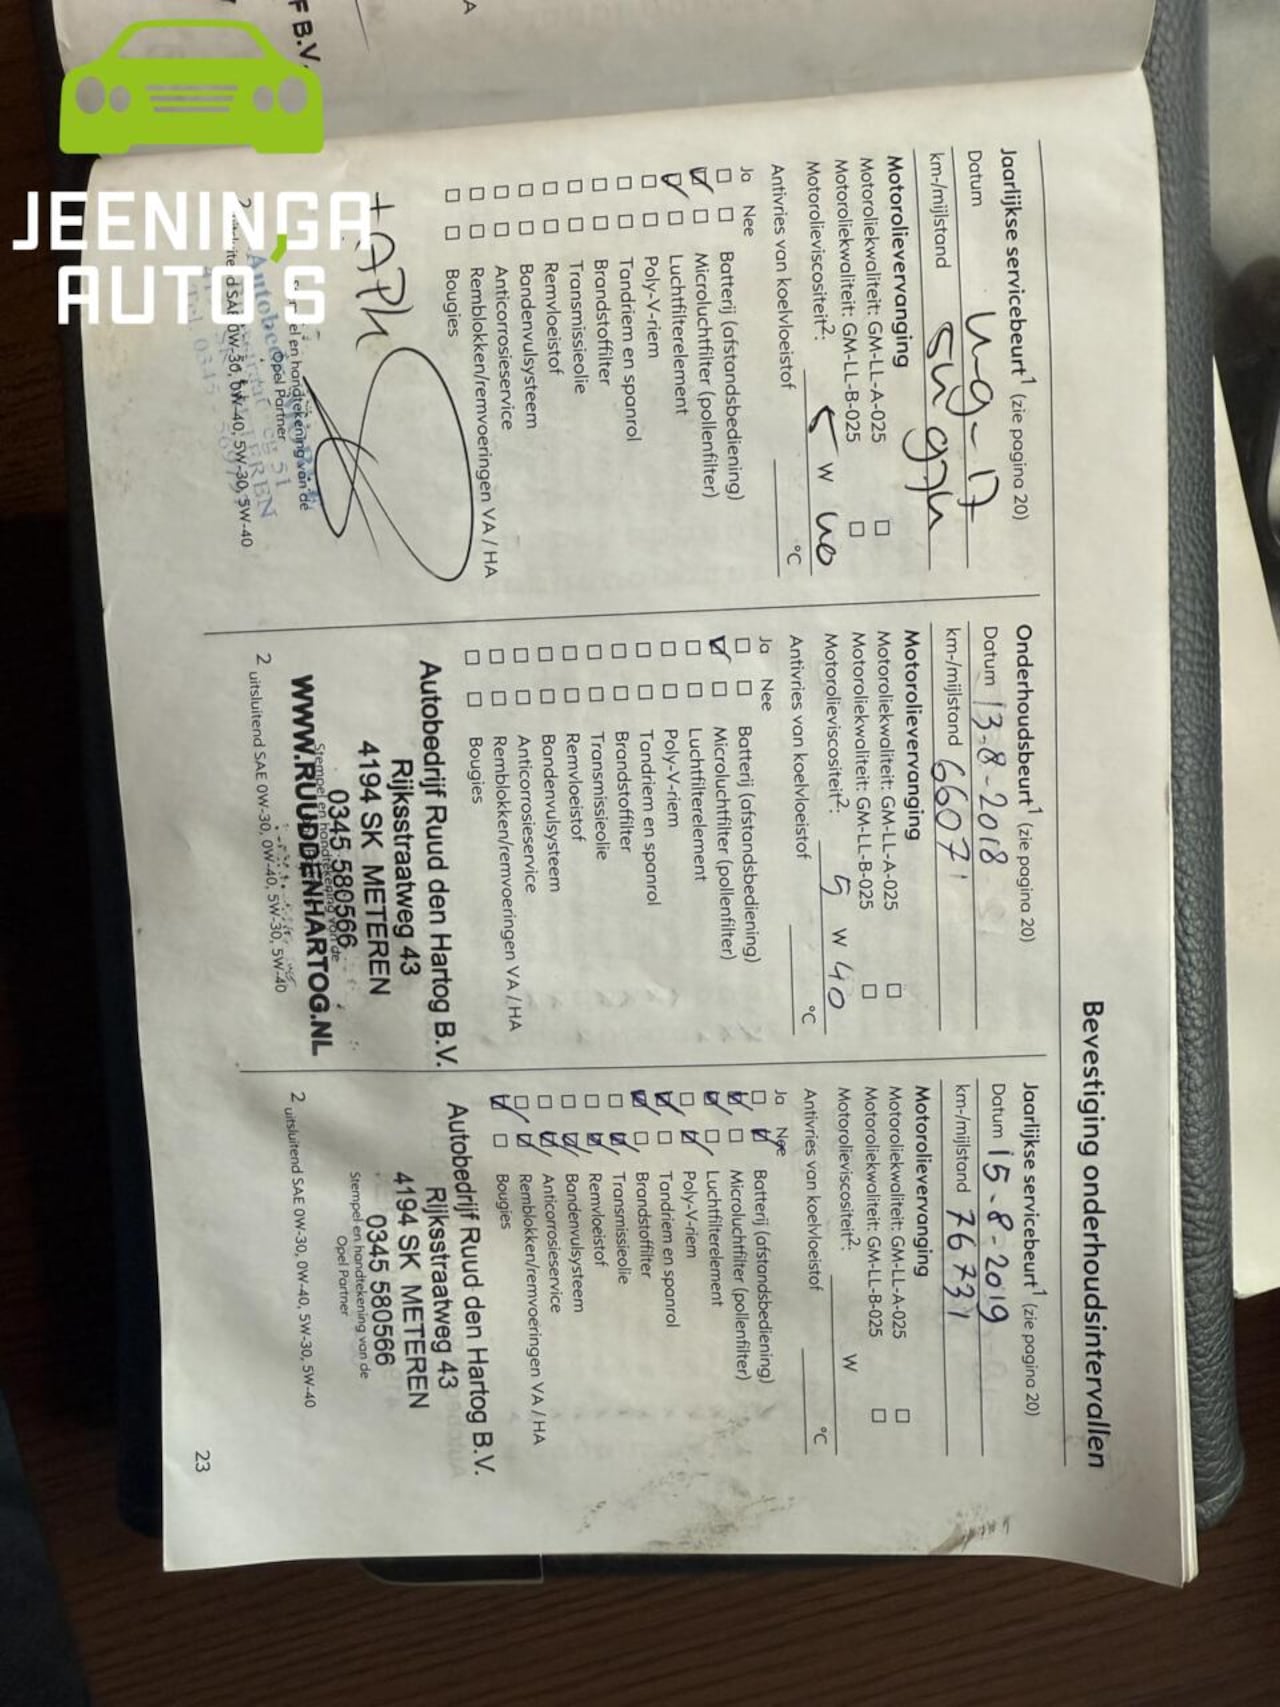 JEENINGA
AUTO'S
F B.V.
A
Bevestiging onderhoudsintervallen
Jaarlijkse servicebeurt¹ (zie pagina 20)
Datum
km-/mijlstand
Motorolievervanging
Motoroliekwaliteit: GM-LL-A-025
Motoroliekwaliteit: GM-LL-B-025
Motorolieviscositeit²: 5 W 40
Antivries van koelvloeistof °C
Ja Nee
Batterij (afstandsbediening)
Microluchtfilter (pollenfilter)
Luchtfilterelement
Poly-V-riem
Tandriem en spanrol
Brandstoffilter
Transmissieolie
Remvloeistof
Bandenvulsysteem
Anticorrosieservice
Remblokken/remvoeringen VA / HA
Bougies
+ APK
el en handtekening van de
Opel Partner
0W-30, 0W-40, 5W-30, 5W-40
Onderhoudsbeurt¹ (zie pagina 20)
Datum 13-8-2018
km-/mijlstand 66071
Motorolievervanging
Motoroliekwaliteit: GM-LL-A-025
Motoroliekwaliteit: GM-LL-B-025
Motorolieviscositeit²: 5 W 40
Antivries van koelvloeistof °C
Ja Nee
Batterij (afstandsbediening)
Microluchtfilter (pollenfilter)
Luchtfilterelement
Poly-V-riem
Tandriem en spanrol
Brandstoffilter
Transmissieolie
Remvloeistof
Bandenvulsysteem
Anticorrosieservice
Remblokken/remvoeringen VA / HA
Bougies
Autobedrijf Ruud den Hartog B.V.
Rijksstraatweg 43
4194 SK METEREN
0345 580566
Stempel en handtekening van de
WWW.RUUDDENHARTOG.NL
2 uitsluitend SAE 0W-30, 0W-40, 5W-30, 5W-40
Jaarlijkse servicebeurt¹ (zie pagina 20)
Datum 15-8-2019
km-/mijlstand 76731
Motorolievervanging
Motoroliekwaliteit: GM-LL-A-025
Motoroliekwaliteit: GM-LL-B-025
Motorolieviscositeit²: W
Antivries van koelvloeistof °C
Ja Nee
Batterij (afstandsbediening)
Microluchtfilter (pollenfilter)
Luchtfilterelement
Poly-V-riem
Tandriem en spanrol
Brandstoffilter
Transmissieolie
Remvloeistof
Bandenvulsysteem
Anticorrosieservice
Remblokken/remvoeringen VA / HA
Bougies
Autobedrijf Ruud den Hartog B.V.
Rijksstraatweg 43
4194 SK METEREN
0345 580566
Stempel en handtekening van de
Opel Partner
2 uitsluitend SAE 0W-30, 0W-40, 5W-30, 5W-40
23